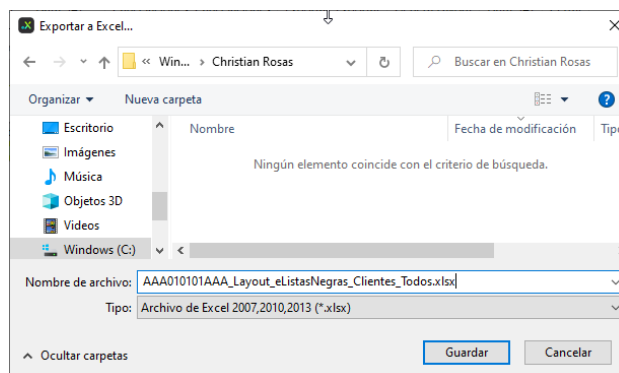 Exportar a Excel...
« Win... > Christian Rosas
Buscar en Christian Rosas
Organizar
Nueva carpeta
Escritorio
Imágenes
Música
Objetos 3D
Videos
Windows (C:)
Nombre
Fecha de modificación
Tipo
Ningún elemento coincide con el criterio de búsqueda.
Nombre de archivo: AAA010101AAA_Layout_eListasNegras_Clientes_Todos.xlsx
Tipo: Archivo de Excel 2007,2010,2013 (*.xlsx)
Ocultar carpetas
Guardar
Cancelar